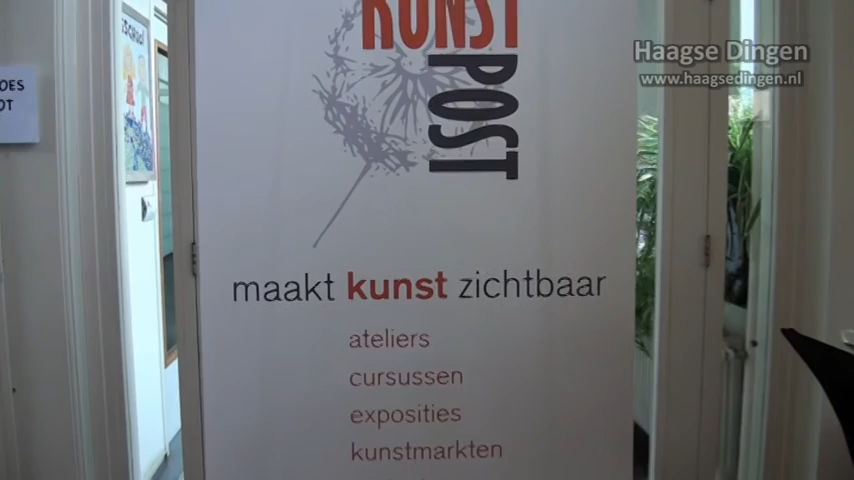 KUNST
POST
Haagse Dingen
www.haagsedingen.nl
maakt kunst zichtbaar
ateliers
cursussen
exposities
kunstmarkten